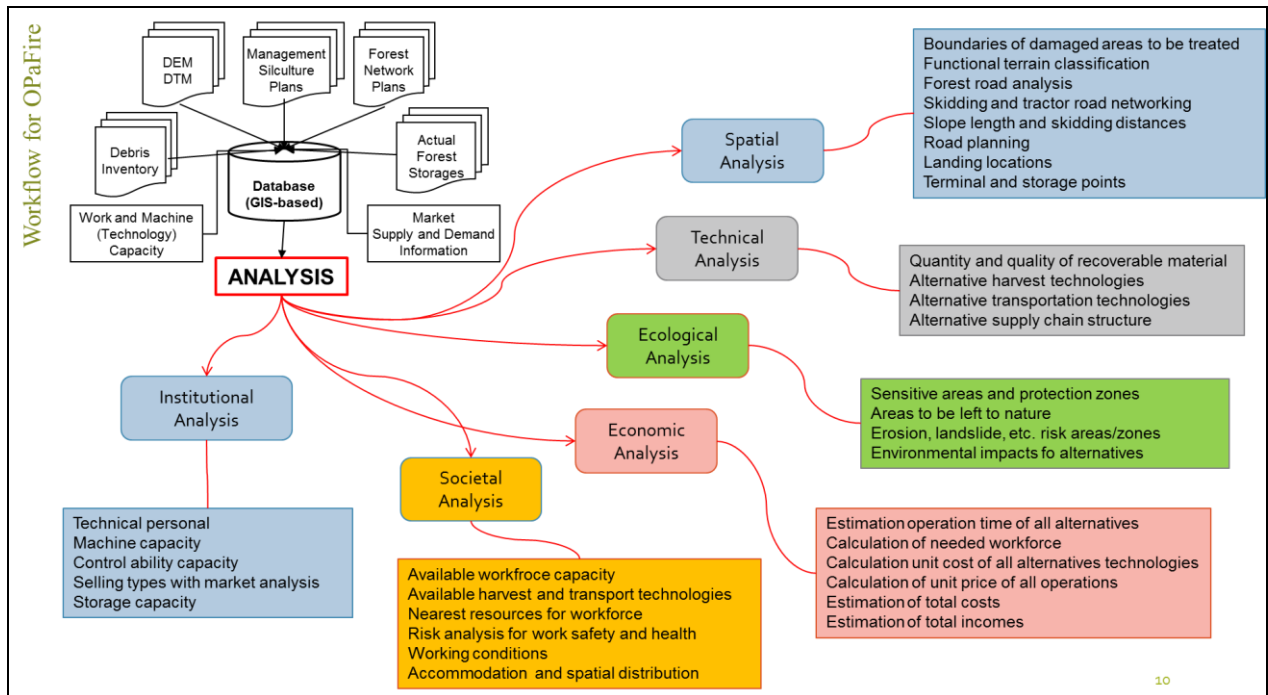 Workflow for OPaFire
DEM
DTM
Management
Silculture
Plans
Forest
Network
Plans
Debris
Inventory
Actual
Forest
Storages
Database
(GIS-based)
Work and Machine
(Technology)
Capacity
Market
Supply and Demand
Information
ANALYSIS
Spatial
Analysis
Boundaries of damaged areas to be treated
Functional terrain classification
Forest road analysis
Skidding and tractor road networking
Slope length and skidding distances
Road planning
Landing locations
Terminal and storage points
Technical
Analysis
Quantity and quality of recoverable material
Alternative harvest technologies
Alternative transportation technologies
Alternative supply chain structure
Ecological
Analysis
Sensitive areas and protection zones
Areas to be left to nature
Erosion, landslide, etc. risk areas/zones
Environmental impacts fo alternatives
Economic
Analysis
Estimation operation time of all alternatives
Calculation of needed workforce
Calculation unit cost of all alternatives technologies
Calculation of unit price of all operations
Estimation of total costs
Estimation of total incomes
Societal
Analysis
Available workfroce capacity
Available harvest and transport technologies
Nearest resources for workforce
Risk analysis for work safety and health
Working conditions
Accommodation and spatial distribution
Institutional
Analysis
Technical personal
Machine capacity
Control ability capacity
Selling types with market analysis
Storage capacity
10